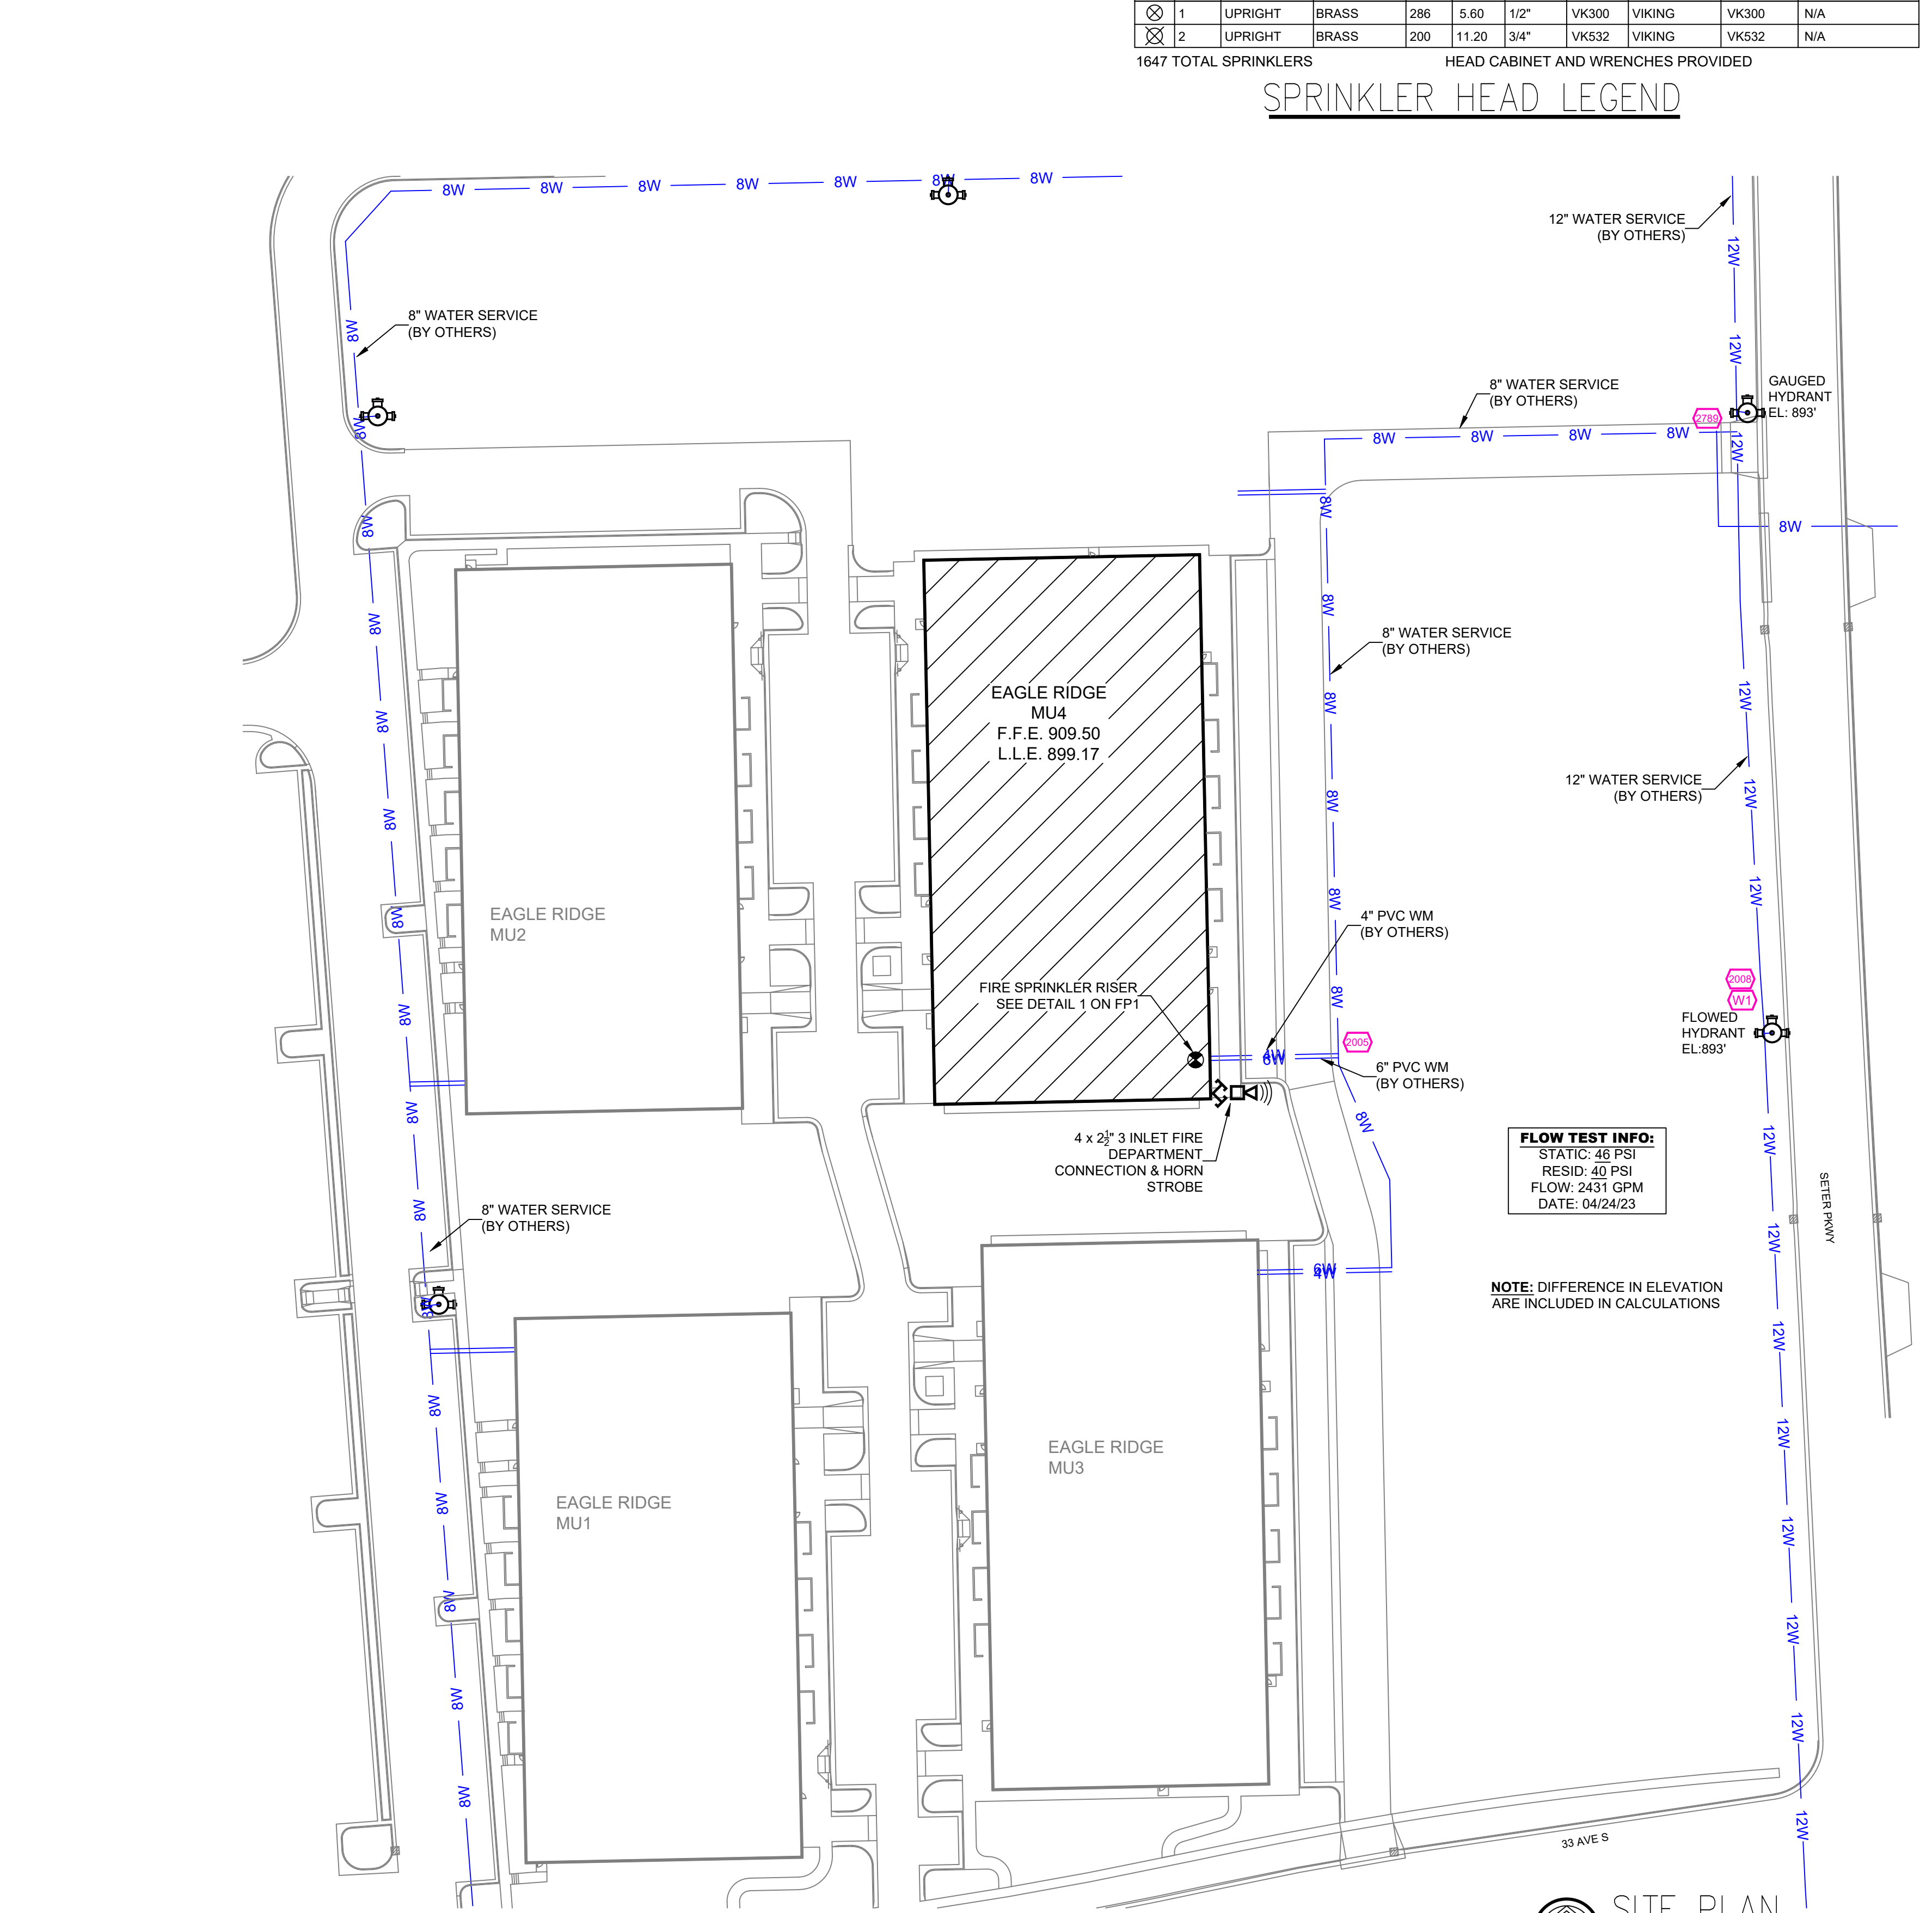 1 UPRIGHT BRASS 286 5.60 1/2" VK300 VIKING VK300 N/A
2 UPRIGHT BRASS 200 11.20 3/4" VK532 VIKING VK532 N/A
1647 TOTAL SPRINKLERS HEAD CABINET AND WRENCHES PROVIDED
SPRINKLER HEAD LEGEND
8W 8W 8W 8W 8W 8W 8W
12" WATER SERVICE
(BY OTHERS)
12W
8" WATER SERVICE
(BY OTHERS)
8W
12W
GAUGED
HYDRANT
EL: 893'
8" WATER SERVICE
(BY OTHERS)
2789
8W
8W 8W 8W 8W
12W
8W
8W
8W
8W
8W
8" WATER SERVICE
(BY OTHERS)
EAGLE RIDGE
MU4
F.F.E. 909.50
L.L.E. 899.17
8W
8W
12W
12" WATER SERVICE
(BY OTHERS)
12W
8W
8W
12W
8W
8W
EAGLE RIDGE
MU2
4" PVC WM
(BY OTHERS)
FIRE SPRINKLER RISER
SEE DETAIL 1 ON FP1
8W
8W
2008
W1
FLOWED
HYDRANT
EL:893'
2005
4W
6W
6" PVC WM
(BY OTHERS)
8W
8W
12W
4 x 2½" 3 INLET FIRE
DEPARTMENT
CONNECTION & HORN
STROBE
FLOW TEST INFO:
STATIC: 46 PSI
RESID: 40 PSI
FLOW: 2431 GPM
DATE: 04/24/23
SETER PKWY
8" WATER SERVICE
(BY OTHERS)
8W
12W
6W
4W
NOTE: DIFFERENCE IN ELEVATION
ARE INCLUDED IN CALCULATIONS
8W
12W
8W
12W
EAGLE RIDGE
MU3
EAGLE RIDGE
MU1
8W
12W
8W
12W
8W
12W
8W
12W
33 AVE S
SITE PLAN